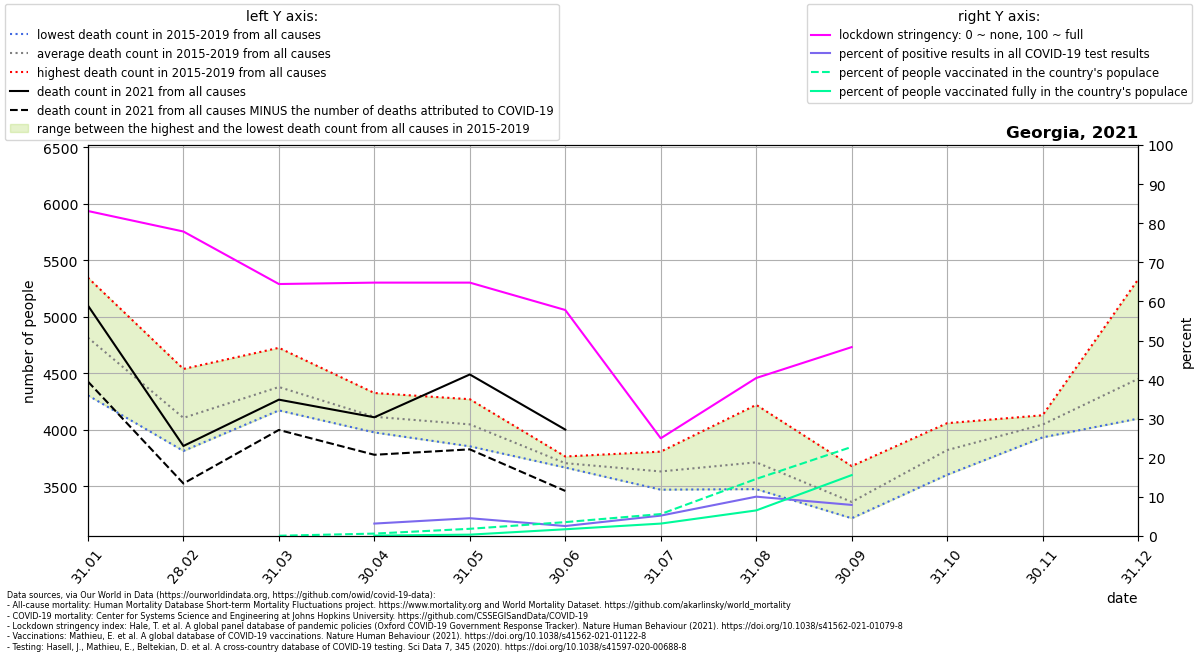 left Y axis:
lowest death count in 2015-2019 from all causes
average death count in 2015-2019 from all causes
highest death count in 2015-2019 from all causes
death count in 2021 from all causes
death count in 2021 from all causes MINUS the number of deaths attributed to COVID-19
range between the highest and the lowest death count from all causes in 2015-2019
right Y axis:
lockdown stringency: 0 ~ none, 100 ~ full
percent of positive results in all COVID-19 test results
percent of people vaccinated in the country's populace
percent of people vaccinated fully in the country's populace
Georgia, 2021
number of people
6500
6000
5500
5000
4500
4000
3500
100
90
80
70
60
50
40
30
20
10
0
percent
31.01
28.02
31.03
30.04
31.05
30.06
31.07
31.08
30.09
31.10
30.11
31.12
date
Data sources, via Our World in Data (https://ourworldindata.org, https://github.com/owid/covid-19-data):
- All-cause mortality: Human Mortality Database Short-term Mortality Fluctuations project. https://www.mortality.org and World Mortality Dataset. https://github.com/akarlinsky/world_mortality
- COVID-19 mortality: Center for Systems Science and Engineering at Johns Hopkins University. https://github.com/CSSEGISandData/COVID-19
- Lockdown stringency index: Hale, T. et al. A global panel database of pandemic policies (Oxford COVID-19 Government Response Tracker). Nature Human Behaviour (2021). https://doi.org/10.1038/s41562-021-01079-8
- Vaccinations: Mathieu, E. et al. A global database of COVID-19 vaccinations. Nature Human Behaviour (2021). https://doi.org/10.1038/s41562-021-01122-8
- Testing: Hasell, J., Mathieu, E., Beltekian, D. et al. A cross-country database of COVID-19 testing. Sci Data 7, 345 (2020). https://doi.org/10.1038/s41597-020-00688-8